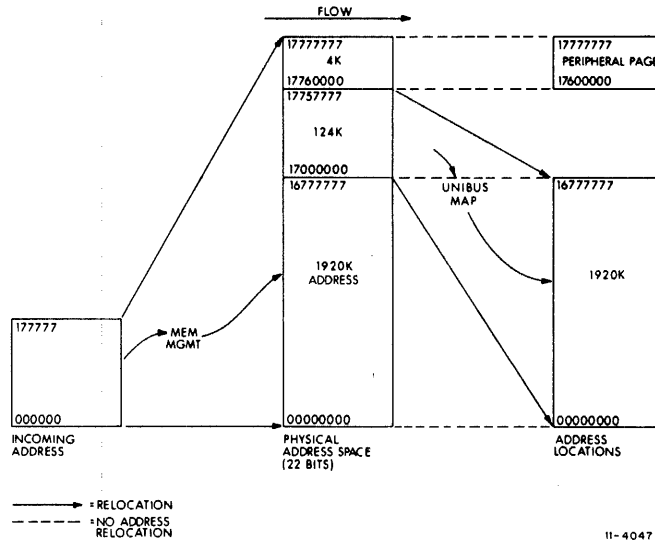 FLOW
17777777
4K
17760000
17757777
124K
17000000
16777777
1920K
ADDRESS
00000000
PHYSICAL
ADDRESS SPACE
(22 BITS)
17777777
PERIPHERAL PAGE
17600000
UNIBUS
MAP
16777777
1920K
00000000
ADDRESS
LOCATIONS
177777
000000
INCOMING
ADDRESS
MEM
MGMT
= RELOCATION
= NO ADDRESS
RELOCATION
11-4047